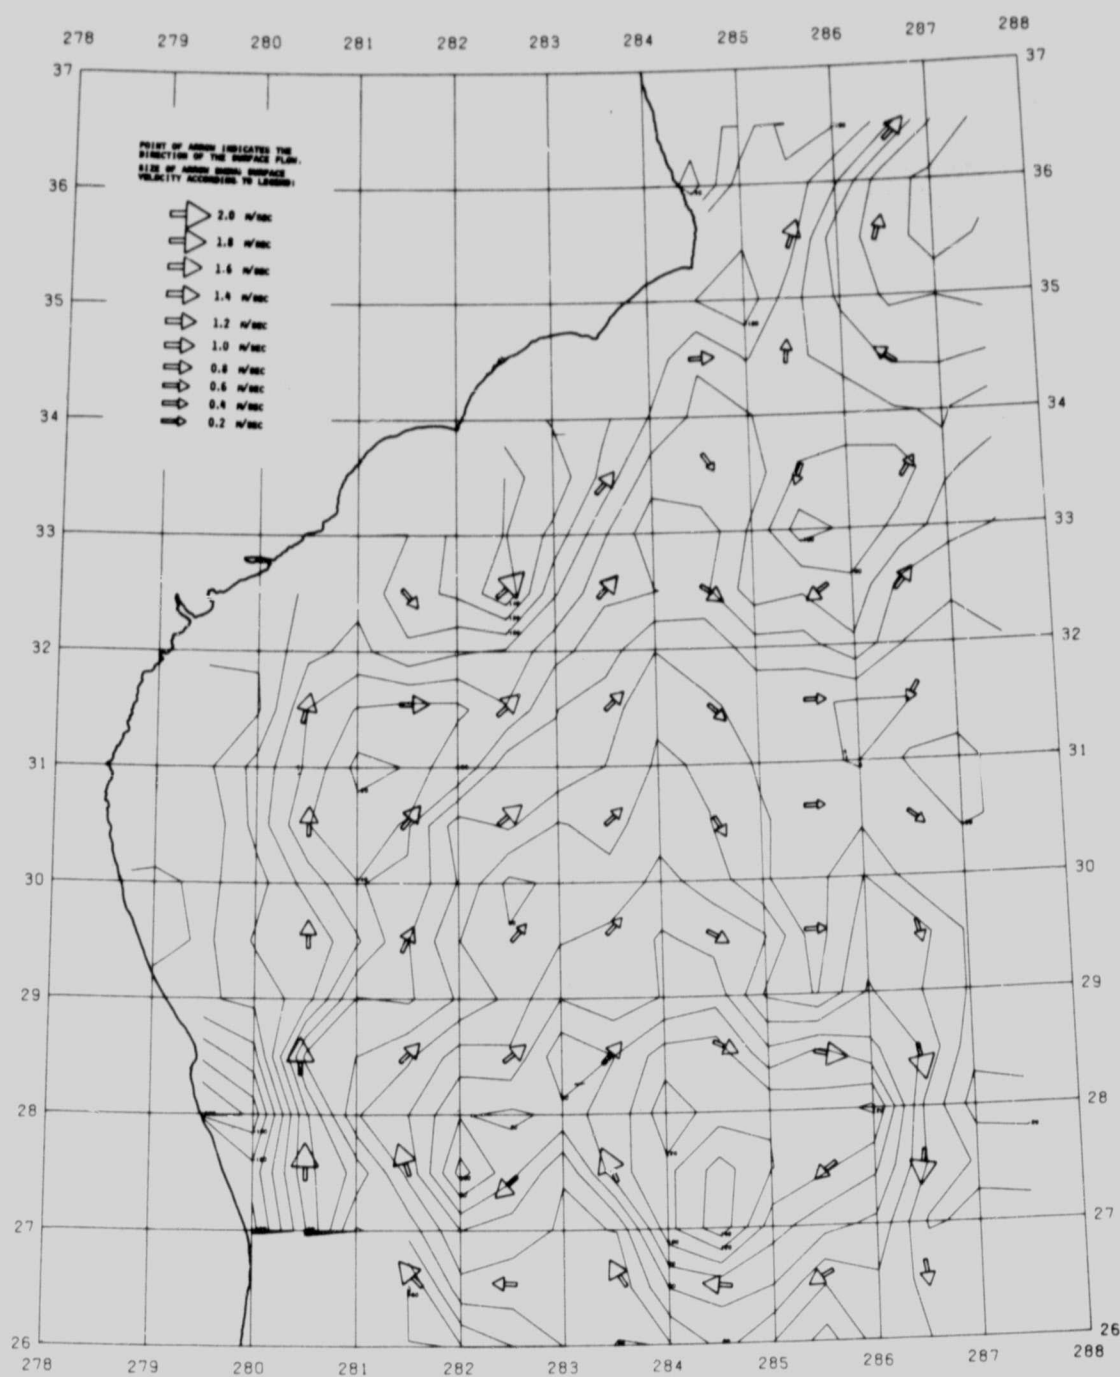 278 279 280 281 282 283 284 285 286 287 288
37 37
POINT OF ARROW INDICATES THE
DIRECTION OF THE SURFACE FLOW.
SIZE OF ARROW SHOWS SURFACE
VELOCITY ACCORDING TO LEGEND:
36 36
2.0 M/SEC
1.8 M/SEC
1.6 M/SEC
1.4 M/SEC
35 35
1.2 M/SEC
1.0 M/SEC
0.8 M/SEC
0.6 M/SEC
0.4 M/SEC
34 34
0.2 M/SEC
33 33
32 32
31 31
30 30
29 29
28 28
27 27
26 26
278 279 280 281 282 283 284 285 286 287 288